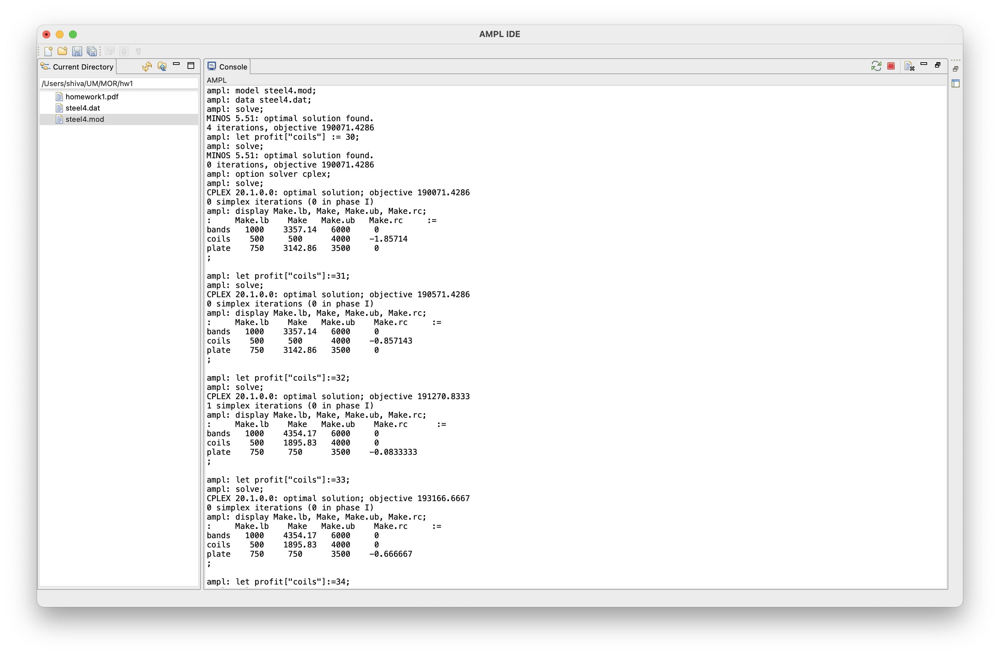 AMPL IDE
Current Directory
/Users/shiva/UM/MOR/hw1
homework1.pdf
steel4.dat
steel4.mod
Console
AMPL
ampl: model steel4.mod;
ampl: data steel4.dat;
ampl: solve;
MINOS 5.51: optimal solution found.
4 iterations, objective 190071.4286
ampl: let profit["coils"] := 30;
ampl: solve;
MINOS 5.51: optimal solution found.
0 iterations, objective 190071.4286
ampl: option solver cplex;
ampl: solve;
CPLEX 20.1.0.0: optimal solution; objective 190071.4286
0 simplex iterations (0 in phase I)
ampl: display Make.lb, Make, Make.ub, Make.rc;
:     Make.lb    Make   Make.ub   Make.rc     :=
bands   1000    3357.14   6000     0
coils    500     500      4000    -1.85714
plate    750    3142.86   3500     0
;
ampl: let profit["coils"]:=31;
ampl: solve;
CPLEX 20.1.0.0: optimal solution; objective 190571.4286
0 simplex iterations (0 in phase I)
ampl: display Make.lb, Make, Make.ub, Make.rc;
:     Make.lb    Make   Make.ub    Make.rc     :=
bands   1000    3357.14   6000     0
coils    500     500      4000    -0.857143
plate    750    3142.86   3500     0
;
ampl: let profit["coils"]:=32;
ampl: solve;
CPLEX 20.1.0.0: optimal solution; objective 191270.8333
1 simplex iterations (0 in phase I)
ampl: display Make.lb, Make, Make.ub, Make.rc;
:     Make.lb    Make   Make.ub    Make.rc      :=
bands   1000    4354.17   6000     0
coils    500    1895.83   4000     0
plate    750     750      3500    -0.0833333
;
ampl: let profit["coils"]:=33;
ampl: solve;
CPLEX 20.1.0.0: optimal solution; objective 193166.6667
0 simplex iterations (0 in phase I)
ampl: display Make.lb, Make, Make.ub, Make.rc;
:     Make.lb    Make   Make.ub    Make.rc     :=
bands   1000    4354.17   6000     0
coils    500    1895.83   4000     0
plate    750     750      3500    -0.666667
;
ampl: let profit["coils"]:=34;